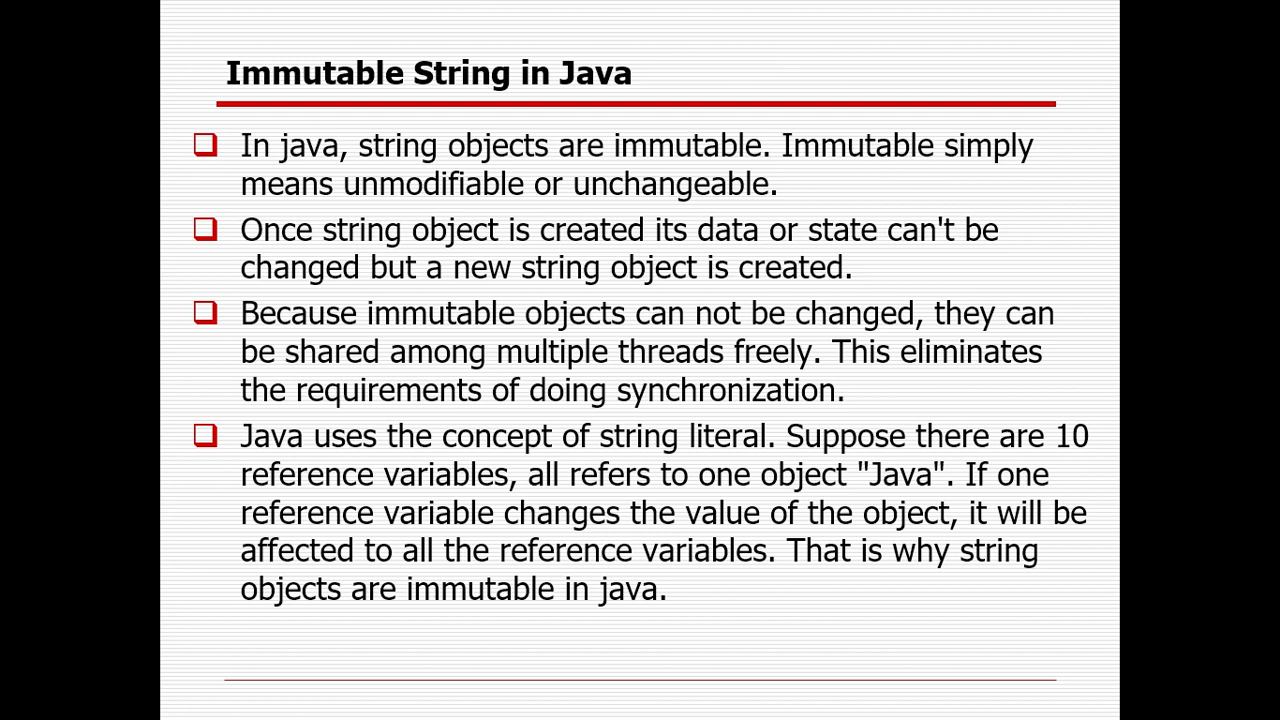 Immutable String in Java
In java, string objects are immutable. Immutable simply
means unmodifiable or unchangeable.
Once string object is created its data or state can't be
changed but a new string object is created.
Because immutable objects can not be changed, they can
be shared among multiple threads freely. This eliminates
the requirements of doing synchronization.
Java uses the concept of string literal. Suppose there are 10
reference variables, all refers to one object "Java". If one
reference variable changes the value of the object, it will be
affected to all the reference variables. That is why string
objects are immutable in java.